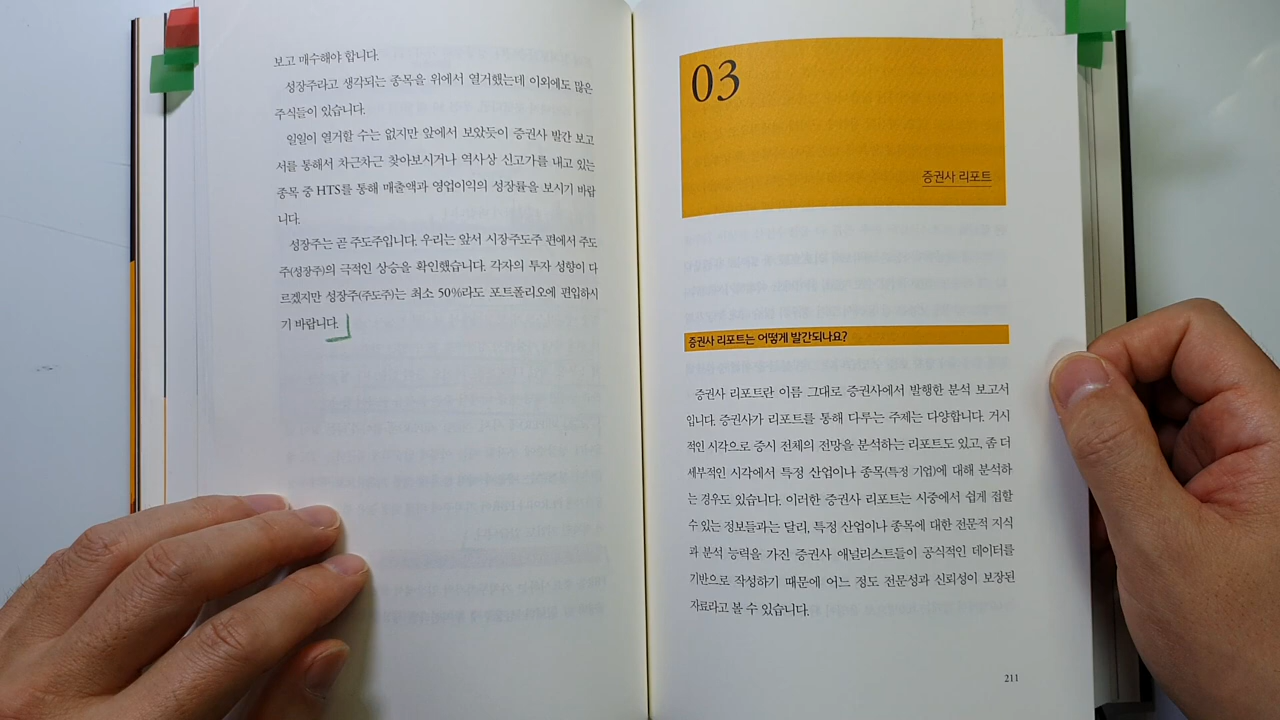 보고 매수해야 합니다.
성장주라고 생각되는 종목을 위에서 열거했는데 이외에도 많은
주식들이 있습니다.
일일이 열거할 수는 없지만 앞에서 보았듯이 증권사 발간 보고
서를 통해서 차근차근 찾아보시거나 역사상 신고가를 내고 있는
종목 중 HTS를 통해 매출액과 영업이익의 성장률을 보시기 바랍
니다.
성장주는 곧 주도주입니다. 우리는 앞서 시장주도주 편에서 주도
주(성장주)의 극적인 상승을 확인했습니다. 각자의 투자 성향이 다
르겠지만 성장주(주도주)는 최소 50%라도 포트폴리오에 편입하시
기 바랍니다.
03
증권사 리포트
증권사 리포트는 어떻게 발간되나요?
증권사 리포트란 이름 그대로 증권사에서 발행한 분석 보고서
입니다. 증권사가 리포트를 통해 다루는 주제는 다양합니다. 거시
적인 시각으로 증시 전체의 전망을 분석하는 리포트도 있고, 좀 더
세부적인 시각에서 특정 산업이나 종목(특정 기업)에 대해 분석하
는 경우도 있습니다. 이러한 증권사 리포트는 시중에서 쉽게 접할
수 있는 정보들과는 달리, 특정 산업이나 종목에 대한 전문적 지식
과 분석 능력을 가진 증권사 애널리스트들이 공식적인 데이터를
기반으로 작성하기 때문에 어느 정도 전문성과 신뢰성이 보장된
자료라고 볼 수 있습니다.
211